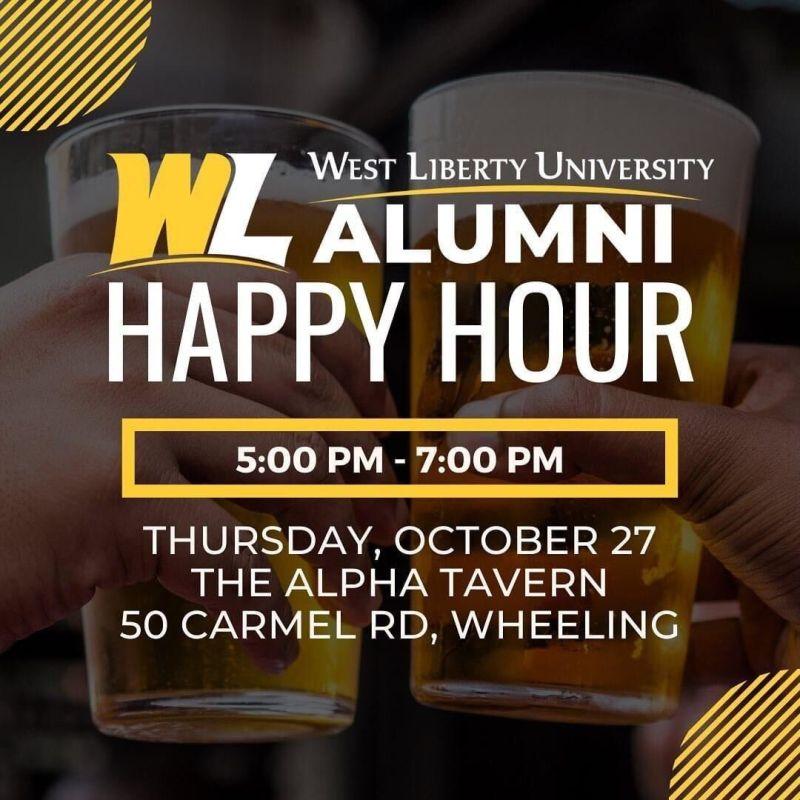 WL WEST LIBERTY UNIVERSITY
ALUMNI
HAPPY HOUR
5:00 PM - 7:00 PM
THURSDAY, OCTOBER 27
THE ALPHA TAVERN
50 CARMEL RD, WHEELING